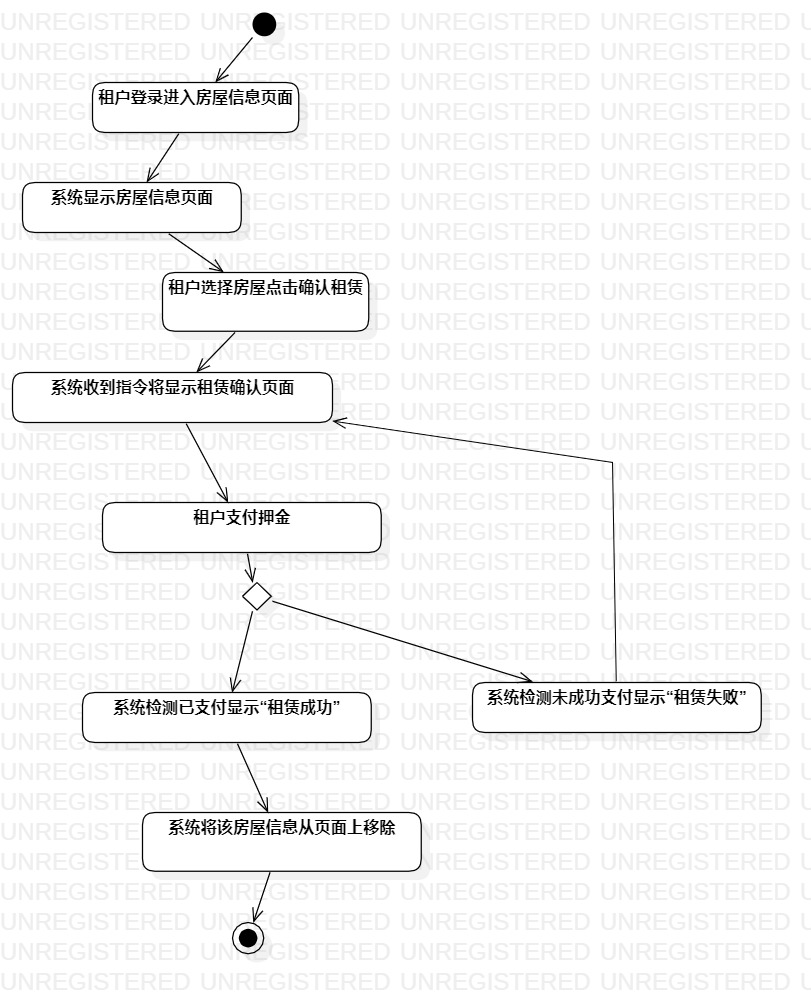 租户登录进入房屋信息页面
系统显示房屋信息页面
租户选择房屋点击确认租赁
系统收到指令将显示租赁确认页面
租户支付押金
系统检测已支付显示“租赁成功”
系统检测未成功支付显示“租赁失败”
系统将该房屋信息从页面上移除
UNREGISTERED